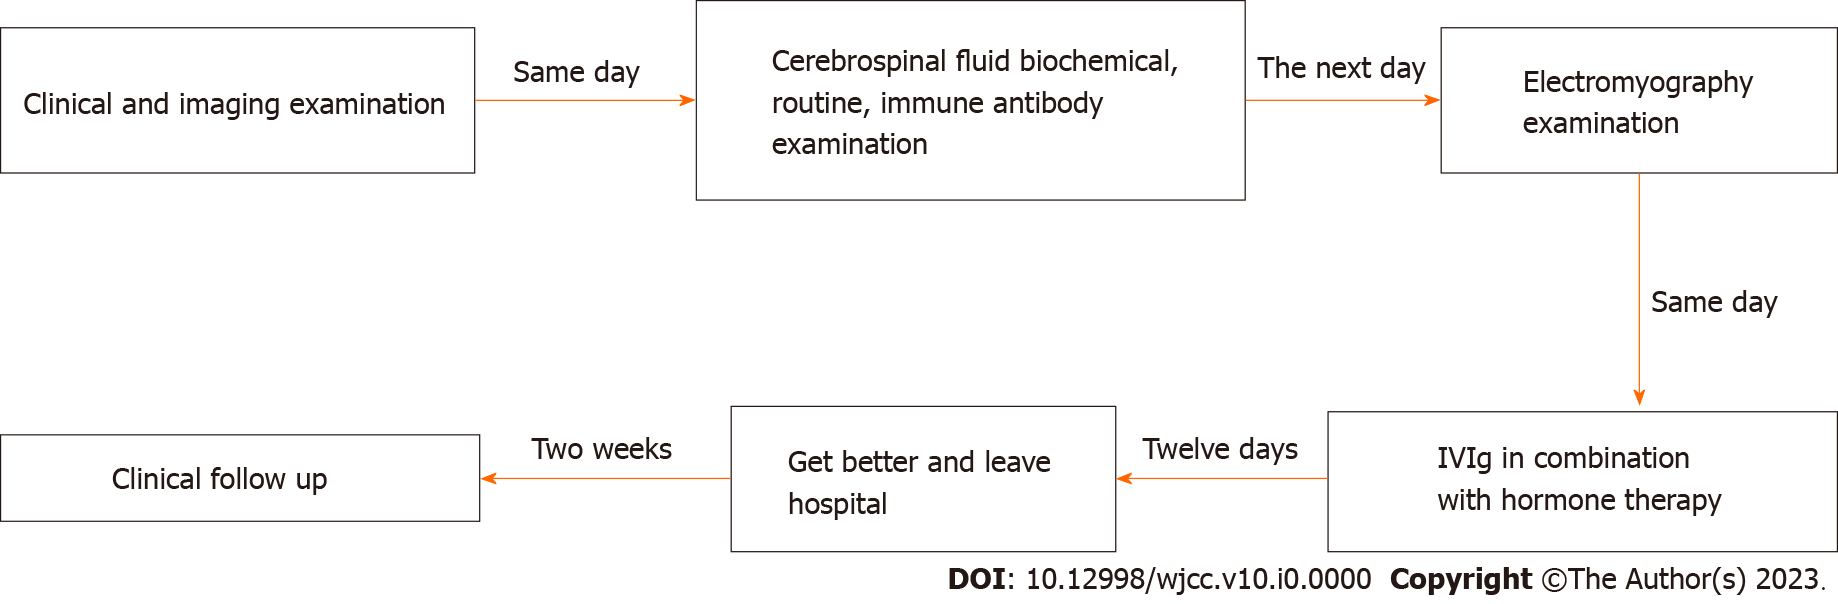 Clinical and imaging examination
Same day
Cerebrospinal fluid biochemical,
routine, immune antibody
examination
The next day
Electromyography
examination
Same day
IVIg in combination
with hormone therapy
Twelve days
Get better and leave
hospital
Two weeks
Clinical follow up
DOI: 10.12998/wjcc.v10.i0.0000 Copyright ©The Author(s) 2023.